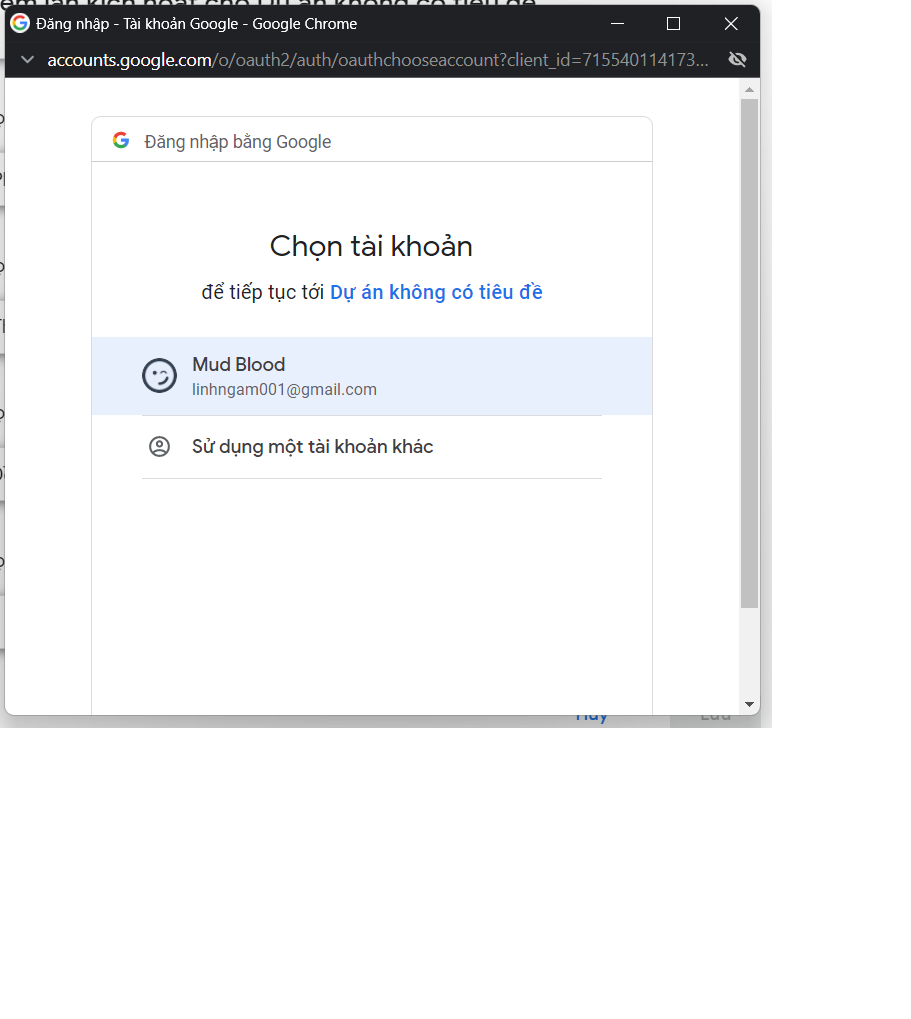 Đăng nhập - Tài khoản Google - Google Chrome
accounts.google.com/o/oauth2/auth/oauthchooseaccount?client_id=715540114173...
Đăng nhập bằng Google
Chọn tài khoản
để tiếp tục tới Dự án không có tiêu đề
Mud Blood
linhngam001@gmail.com
Sử dụng một tài khoản khác
Hủy Lưu